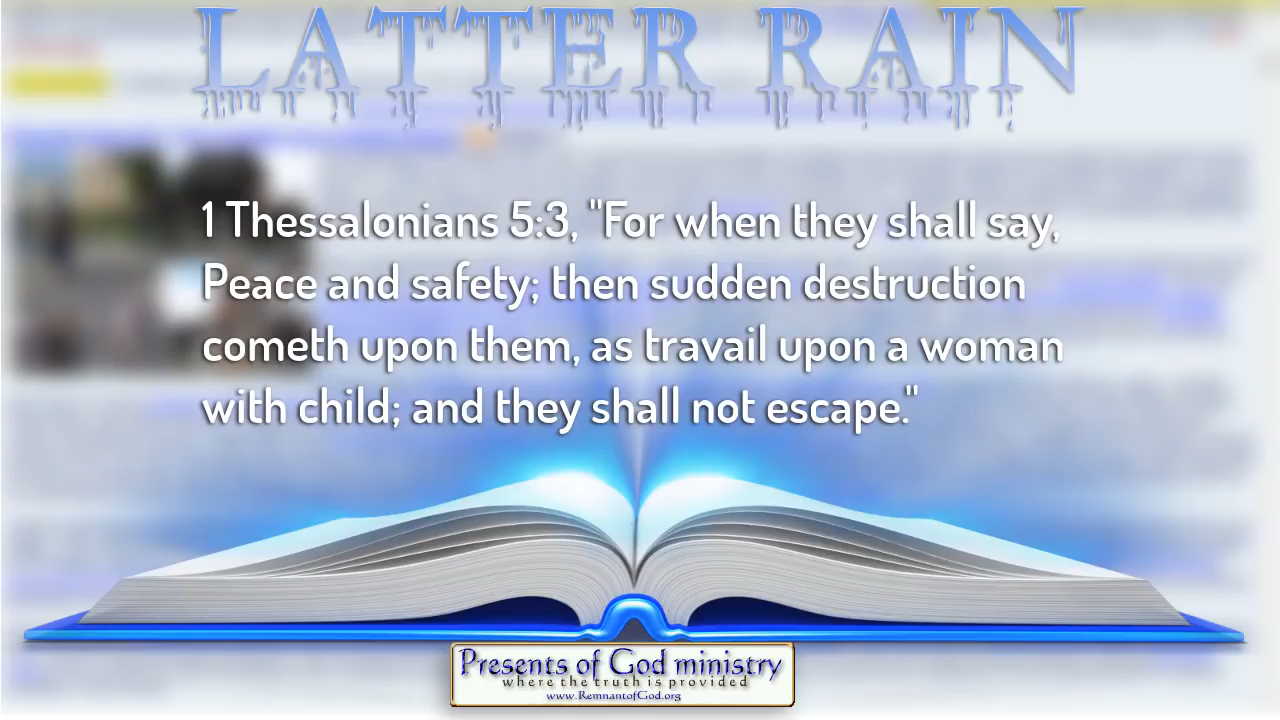 LATTER RAIN
1 Thessalonians 5:3, "For when they shall say,
Peace and safety; then sudden destruction
cometh upon them, as travail upon a woman
with child; and they shall not escape."
Presents of God ministry
where the truth is provided
www.RemnantofGod.org